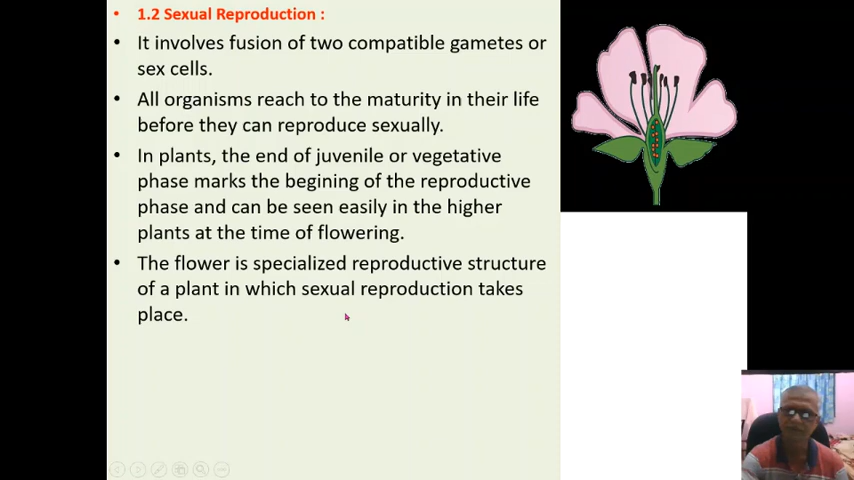 1.2 Sexual Reproduction :
It involves fusion of two compatible gametes or
sex cells.
All organisms reach to the maturity in their life
before they can reproduce sexually.
In plants, the end of juvenile or vegetative
phase marks the begining of the reproductive
phase and can be seen easily in the higher
plants at the time of flowering.
The flower is specialized reproductive structure
of a plant in which sexual reproduction takes
place.